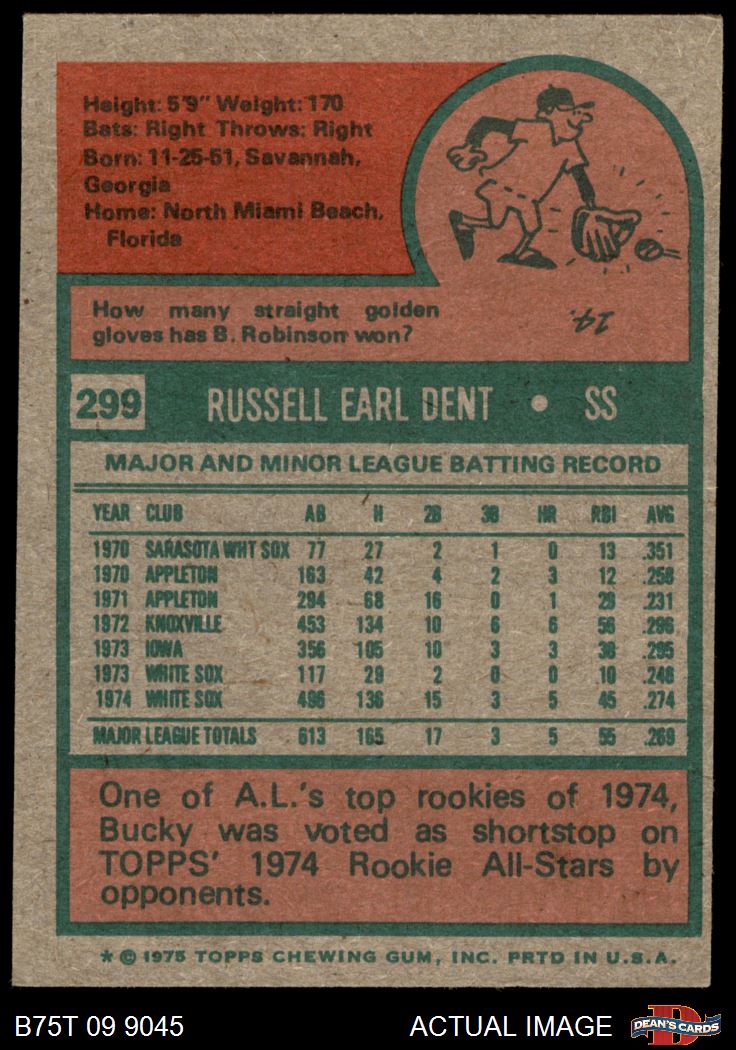 Height: 5'9" Weight: 170
Bats: Right Throws: Right
Born: 11-25-51, Savannah,
Georgia
Home: North Miami Beach,
Florida
How many straight golden
gloves has B. Robinson won?
14.
299 RUSSELL EARL DENT • SS
MAJOR AND MINOR LEAGUE BATTING RECORD
YEAR CLUB AB H 2B 3B HR RBI AVG
1970 SARASOTA WHT SOX 77 27 2 1 0 13 .351
1970 APPLETON 163 42 4 2 3 12 .258
1971 APPLETON 294 68 16 0 1 29 .231
1972 KNOXVILLE 453 134 10 6 6 56 .296
1973 IOWA 356 105 10 3 3 38 .295
1973 WHITE SOX 117 29 2 0 0 10 .248
1974 WHITE SOX 496 136 15 3 5 45 .274
MAJOR LEAGUE TOTALS 613 165 17 3 5 55 .269
One of A.L.'s top rookies of 1974,
Bucky was voted as shortstop on
TOPPS' 1974 Rookie All-Stars by
opponents.
* © 1975 TOPPS CHEWING GUM, INC. PRTD IN U.S.A.
B75T 09 9045 ACTUAL IMAGE DEAN'S CARDS